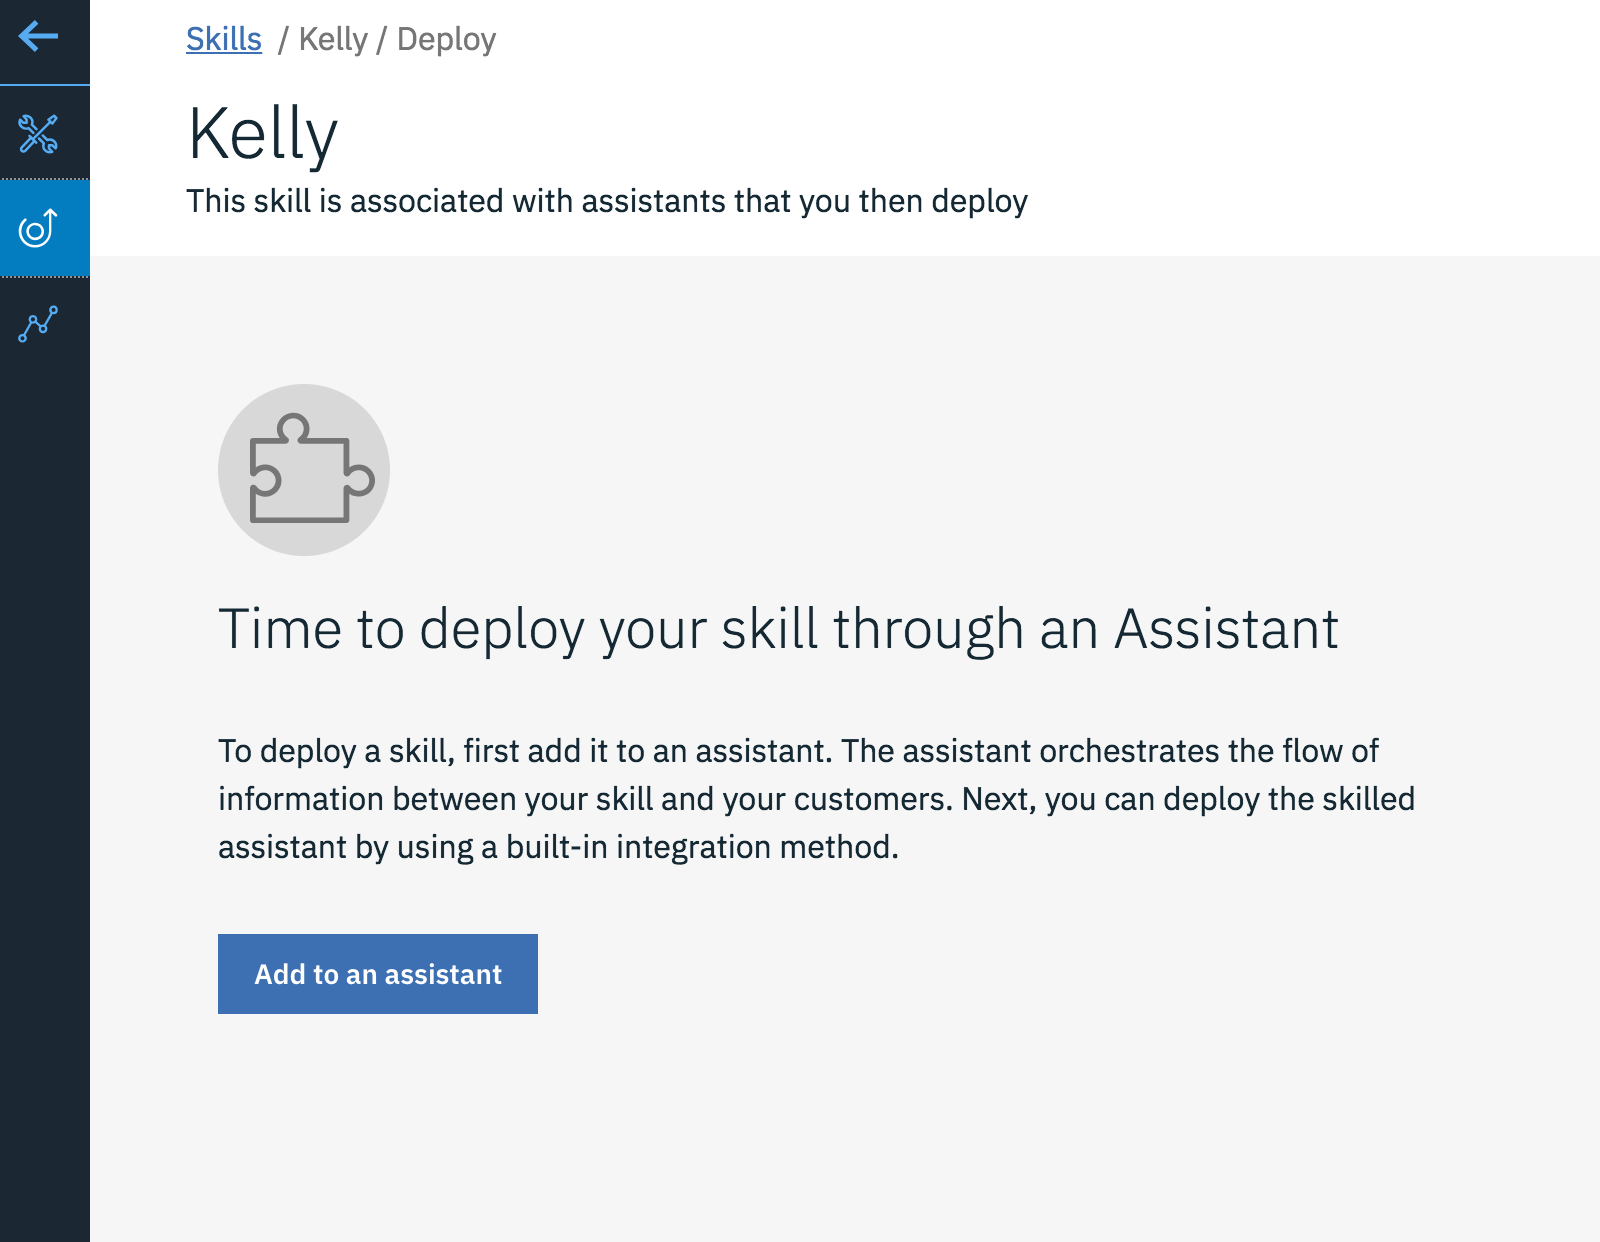 Skills / Kelly / Deploy
Kelly
This skill is associated with assistants that you then deploy
Time to deploy your skill through an Assistant
To deploy a skill, first add it to an assistant. The assistant orchestrates the flow of
information between your skill and your customers. Next, you can deploy the skilled
assistant by using a built-in integration method.
Add to an assistant